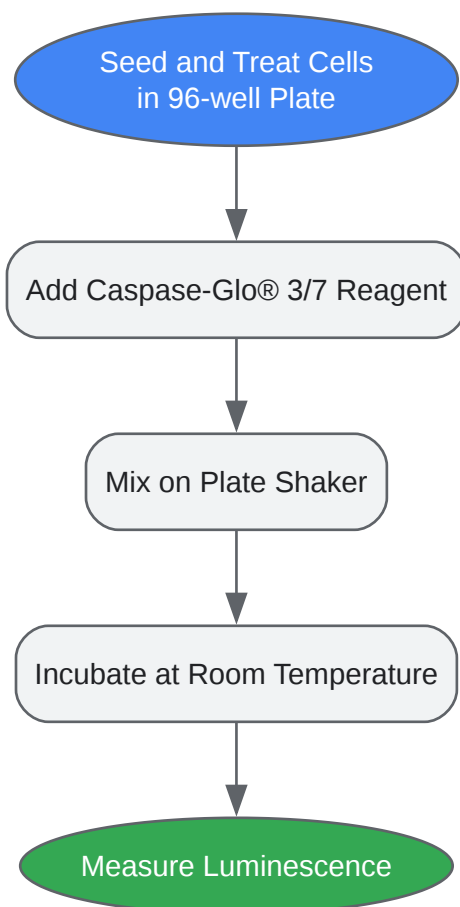 Seed and Treat Cells
in 96-well Plate
Add Caspase-Glo® 3/7 Reagent
Mix on Plate Shaker
Incubate at Room Temperature
Measure Luminescence